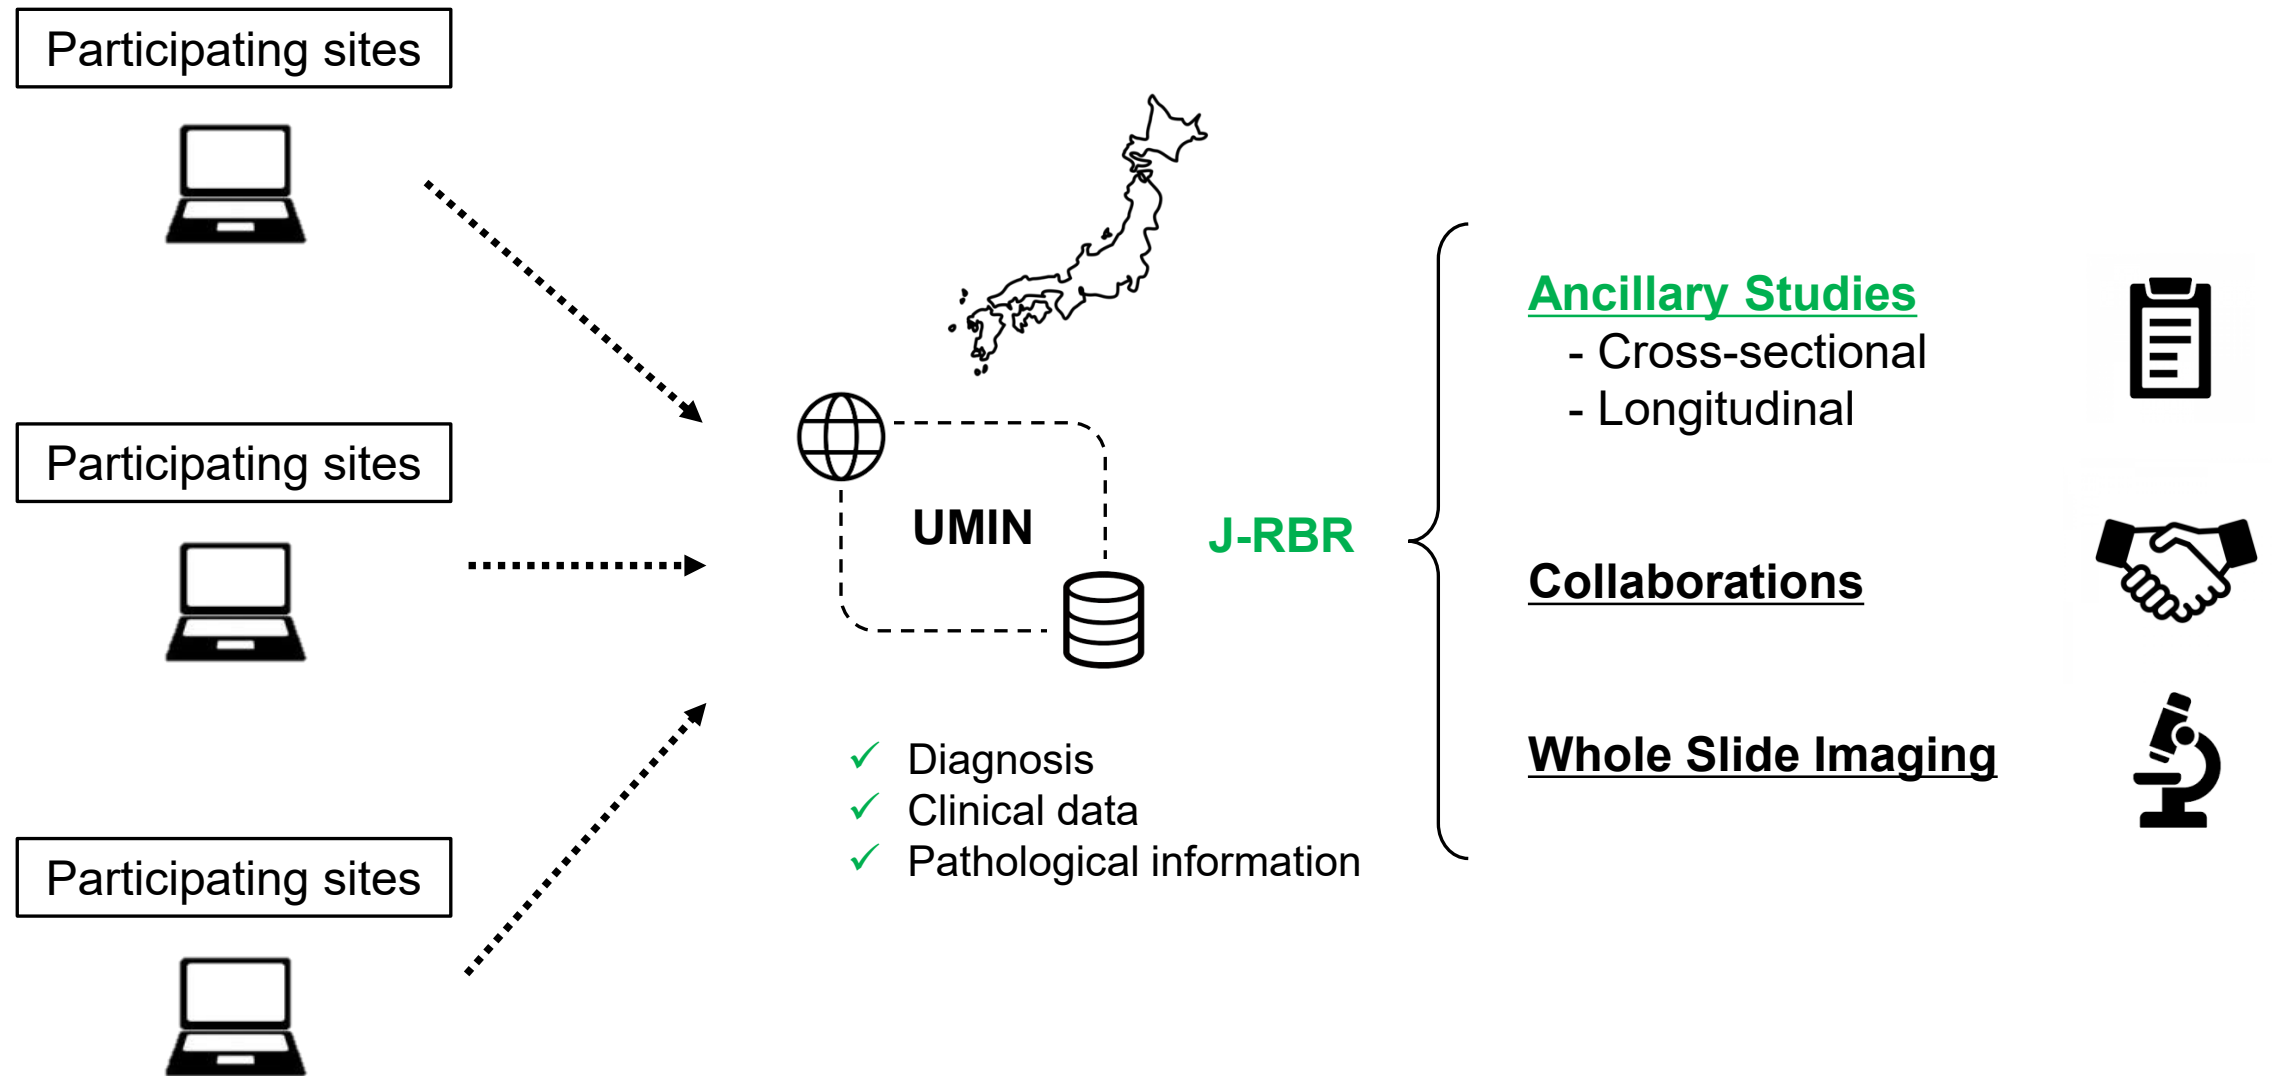 Participating sites
Participating sites
Participating sites
UMIN
J-RBR
✓ Diagnosis
✓ Clinical data
✓ Pathological information
Ancillary Studies
- Cross-sectional
- Longitudinal
Collaborations
Whole Slide Imaging